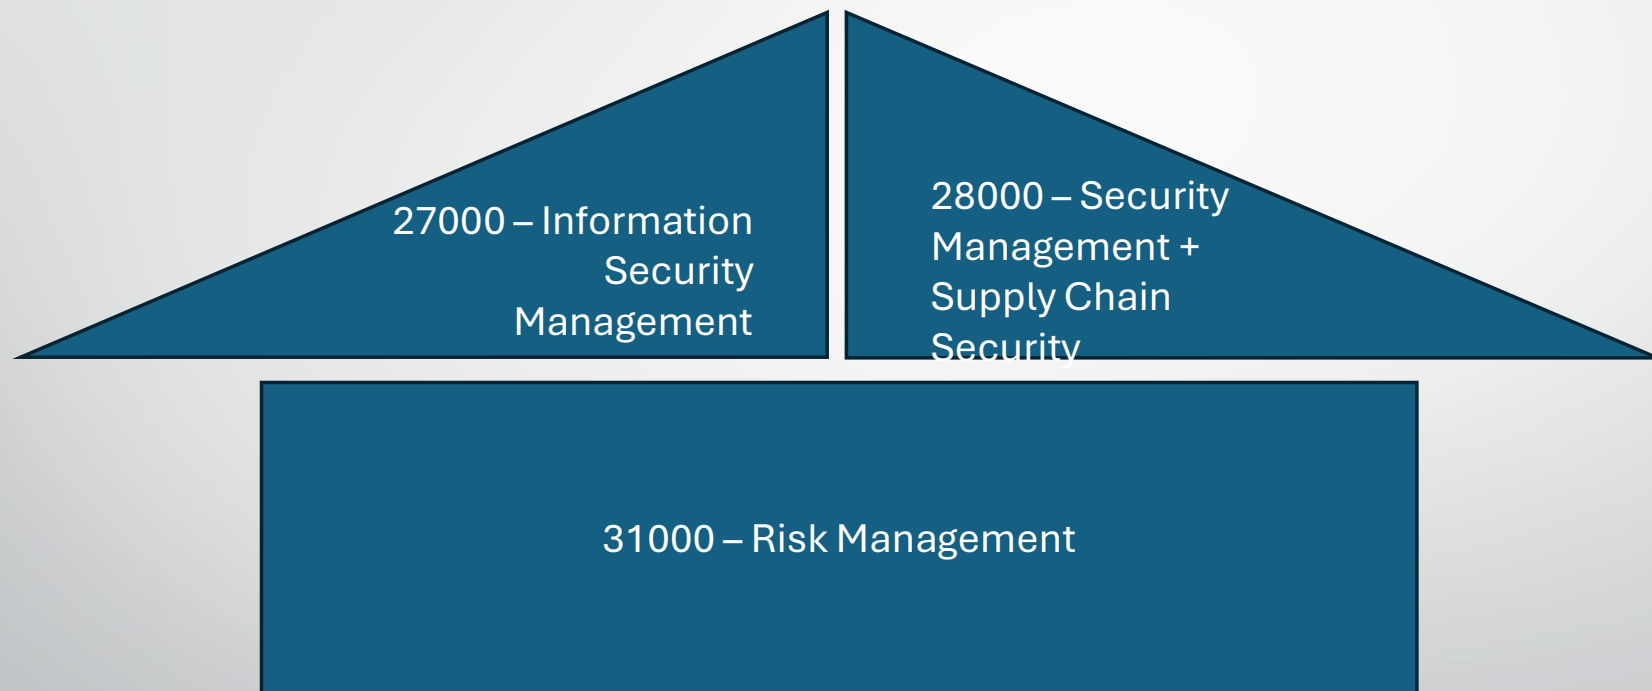 27000 – Information
Security
Management
28000 – Security
Management +
Supply Chain
Security
31000 – Risk Management